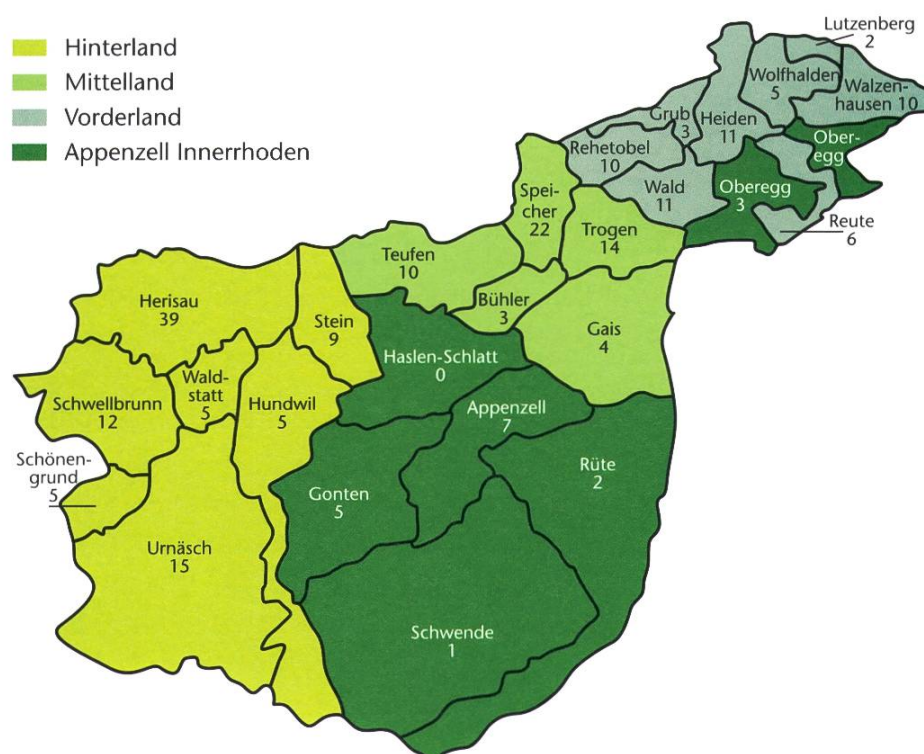 Hinterland
Mittelland
Vorderland
Appenzell Innerrhoden
Lutzenberg
2
Wolfhalden
5
Walzen-
hausen 10
Grub
3
Heiden
11
Ober-
egg
Rehetobel
10
Wald
11
Oberegg
3
Reute
6
Spei-
cher
22
Trogen
14
Teufen
10
Bühler
3
Gais
4
Herisau
39
Stein
9
Haslen-Schlatt
0
Wald-
statt
5
Schwellbrunn
12
Hundwil
5
Appenzell
7
Schönen-
grund
5
Gonten
5
Rüte
2
Urnäsch
15
Schwende
1